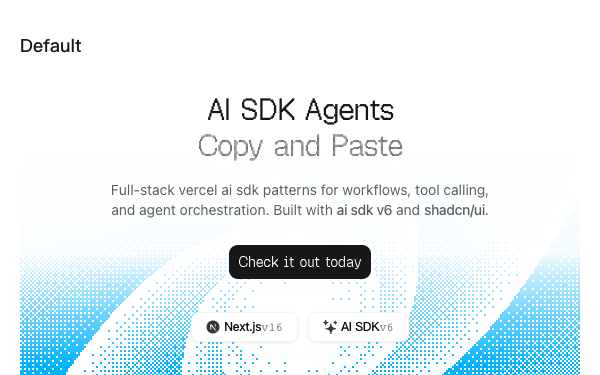 Default
AI SDK Agents
Copy and Paste
Full-stack vercel ai sdk patterns for workflows, tool calling,
and agent orchestration. Built with ai sdk v6 and shadcn/ui.
Check it out today
Next.js v16
AI SDK v6